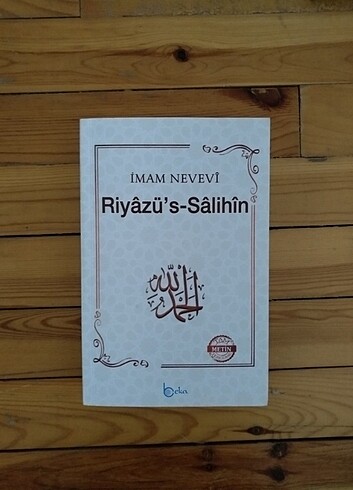 İMAM NEVEVÎ
Riyâzü's-Sâlihîn
الحمد لله
METİN
beka